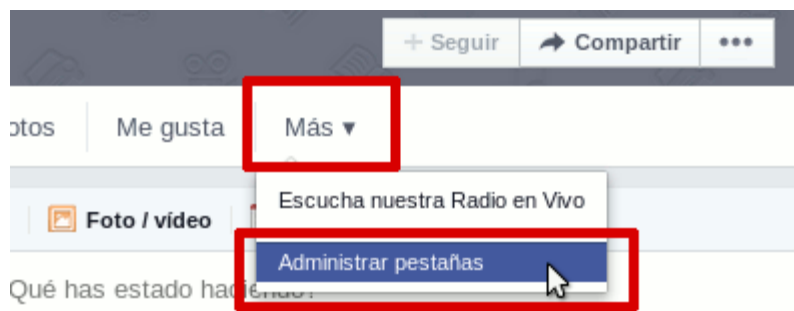 + Seguir Compartir •••
otos Me gusta Más ▾
Foto / vídeo
Escucha nuestra Radio en Vivo
Administrar pestañas
Qué has estado haciendo?